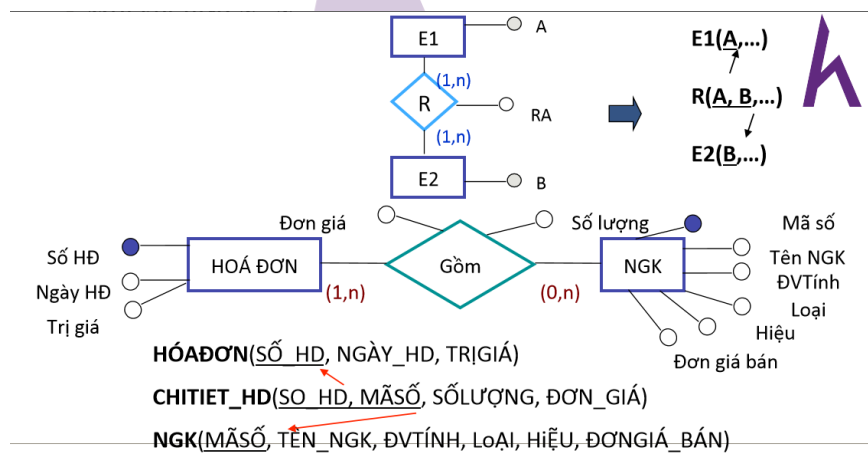 E1
A
(1,n)
R
RA
(1,n)
E2
B
E1(A,...)
R(A, B,...)
E2(B,...)
Đơn giá
Số lượng
Mã số
Số HĐ
HOÁ ĐƠN
Gồm
NGK
Tên NGK
ĐVTính
Ngày HĐ
(1,n)
(0,n)
Loại
Trị giá
Hiệu
Đơn giá bán
HÓAĐƠN(SỐ_HD, NGÀY_HD, TRỊGIÁ)
CHITIET_HD(SO_HD, MÃSỐ, SỐLƯỢNG, ĐƠN_GIÁ)
NGK(MÃSỐ, TÊN_NGK, ĐVTÍNH, LoẠI, HiỆU, ĐƠNGIÁ_BÁN)